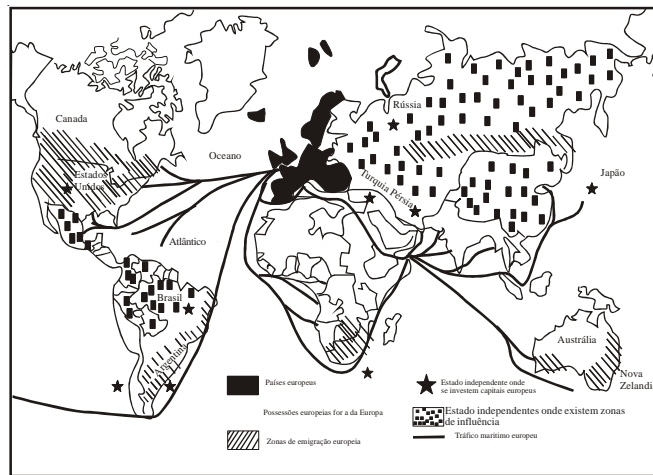 Canada
Rússia
Oceano
Estados
Unidos
Japão
Turquia Pérsia
Atlântico
Brasil
Austrália
Argentina
Nova
Zelandi
Países europeus
Estado independente onde
se investem capitais europeus
Possessões europeias for a da Europa
Estado independentes onde existem zonas
de influência
Zonas de emigração europeia
Tráfico marítimo europeu